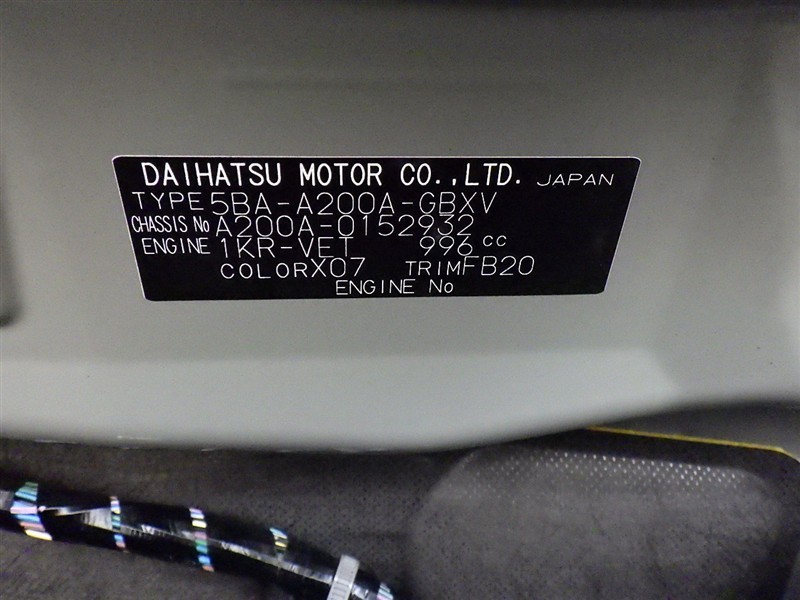 DAIHATSU MOTOR CO.,LTD. JAPAN
TYPE 5BA-A200A-GBXV
CHASSIS No A200A-0152932
ENGINE 1KR-VET 996 cc
COLOR X07 TRIM FB20
ENGINE No